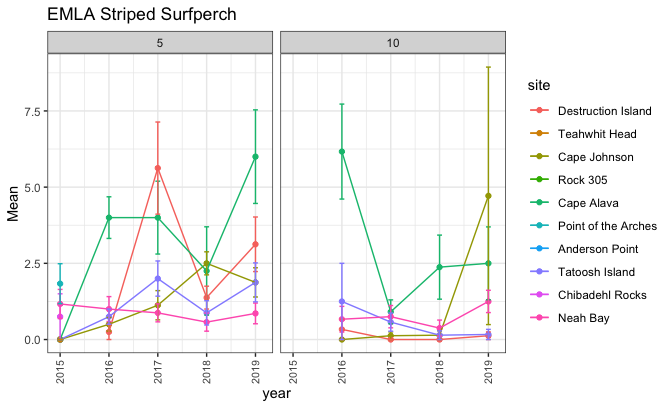 EMLA Striped Surfperch
5
10
7.5
5.0
2.5
0.0
Mean
2015
2016
2017
2018
2019
2015
2016
2017
2018
2019
year
site
Destruction Island
Teahwhit Head
Cape Johnson
Rock 305
Cape Alava
Point of the Arches
Anderson Point
Tatoosh Island
Chibadehl Rocks
Neah Bay